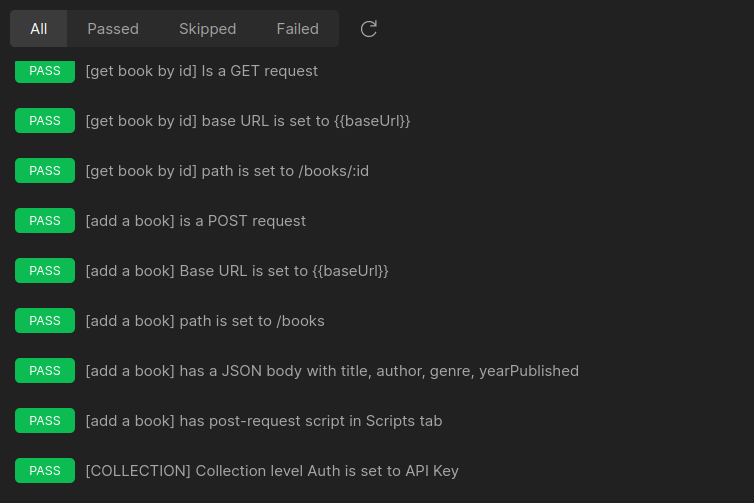 All Passed Skipped Failed
PASS [get book by id] Is a GET request
PASS [get book by id] base URL is set to {{baseUrl}}
PASS [get book by id] path is set to /books/:id
PASS [add a book] is a POST request
PASS [add a book] Base URL is set to {{baseUrl}}
PASS [add a book] path is set to /books
PASS [add a book] has a JSON body with title, author, genre, yearPublished
PASS [add a book] has post-request script in Scripts tab
PASS [COLLECTION] Collection level Auth is set to API Key